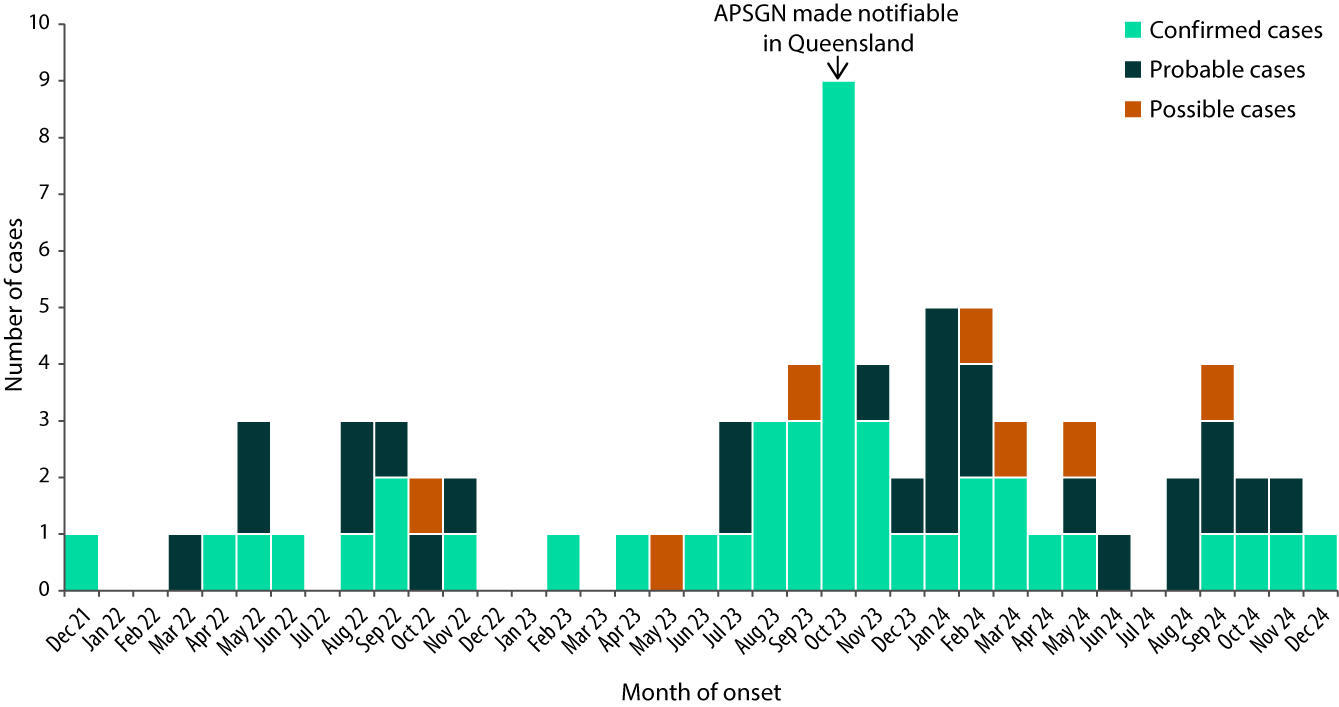 APSGN made notifiable
in Queensland
Confirmed cases
Probable cases
Possible cases
Number of cases
10
9
8
7
6
5
4
3
2
1
0
Dec 21
Jan 22
Feb 22
Mar 22
Apr 22
May 22
Jun 22
Jul 22
Aug 22
Sep 22
Oct 22
Nov 22
Dec 22
Jan 23
Feb 23
Mar 23
Apr 23
May 23
Jun 23
Jul 23
Aug 23
Sep 23
Oct 23
Nov 23
Dec 23
Jan 24
Feb 24
Mar 24
Apr 24
May 24
Jun 24
Jul 24
Aug 24
Sep 24
Oct 24
Nov 24
Dec 24
Month of onset